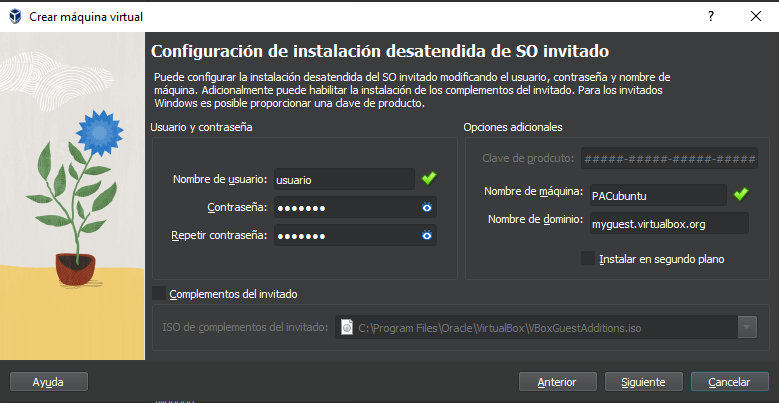 Crear máquina virtual
Configuración de instalación desatendida de SO invitado
Puede configurar la instalación desatendida del SO invitado modificando el usuario, contraseña y nombre de
máquina. Adicionalmente puede habilitar la instalación de los complementos del invitado. Para los invitados
Windows es posible proporcionar una clave de producto.
Usuario y contraseña
Nombre de usuario: usuario
Contraseña: ●●●●●●●
Repetir contraseña: ●●●●●●●
Opciones adicionales
Clave de prodcuto: #####-#####-#####-#####
Nombre de máquina: PACubuntu
Nombre de dominio: myguest.virtualbox.org
Instalar en segundo plano
Complementos del invitado
ISO de complementos del invitado: C:\Program Files\Oracle\VirtualBox\VBoxGuestAdditions.iso
Ayuda
Anterior
Siguiente
Cancelar